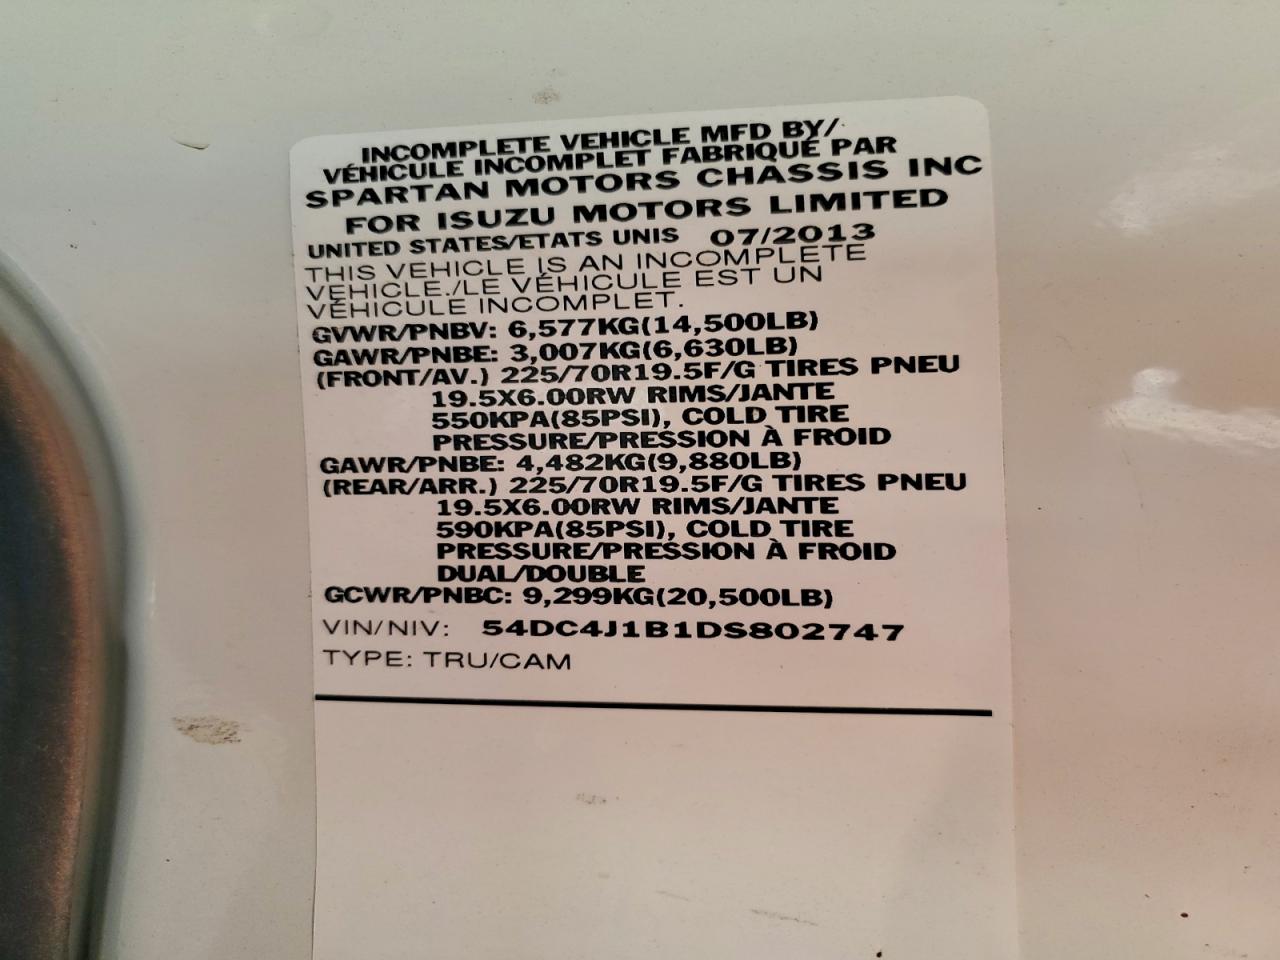 INCOMPLETE VEHICLE MFD BY/
VÉHICULE INCOMPLET FABRIQUÉ PAR
SPARTAN MOTORS CHASSIS INC
FOR ISUZU MOTORS LIMITED
UNITED STATES/ETATS UNIS 07/2013
THIS VEHICLE IS AN INCOMPLETE
VEHICLE./LE VÉHICULE EST UN
VÉHICULE INCOMPLET.
GVWR/PNBV: 6,577KG(14,500LB)
GAWR/PNBE: 3,007KG(6,630LB)
(FRONT/AV.) 225/70R19.5F/G TIRES PNEU
19.5X6.00RW RIMS/JANTE
550KPA(85PSI), COLD TIRE
PRESSURE/PRESSION À FROID
GAWR/PNBE: 4,482KG(9,880LB)
(REAR/ARR.) 225/70R19.5F/G TIRES PNEU
19.5X6.00RW RIMS/JANTE
590KPA(85PSI), COLD TIRE
PRESSURE/PRESSION À FROID
DUAL/DOUBLE
GCWR/PNBC: 9,299KG(20,500LB)
VIN/NIV: 54DC4J1B1DS802747
TYPE: TRU/CAM